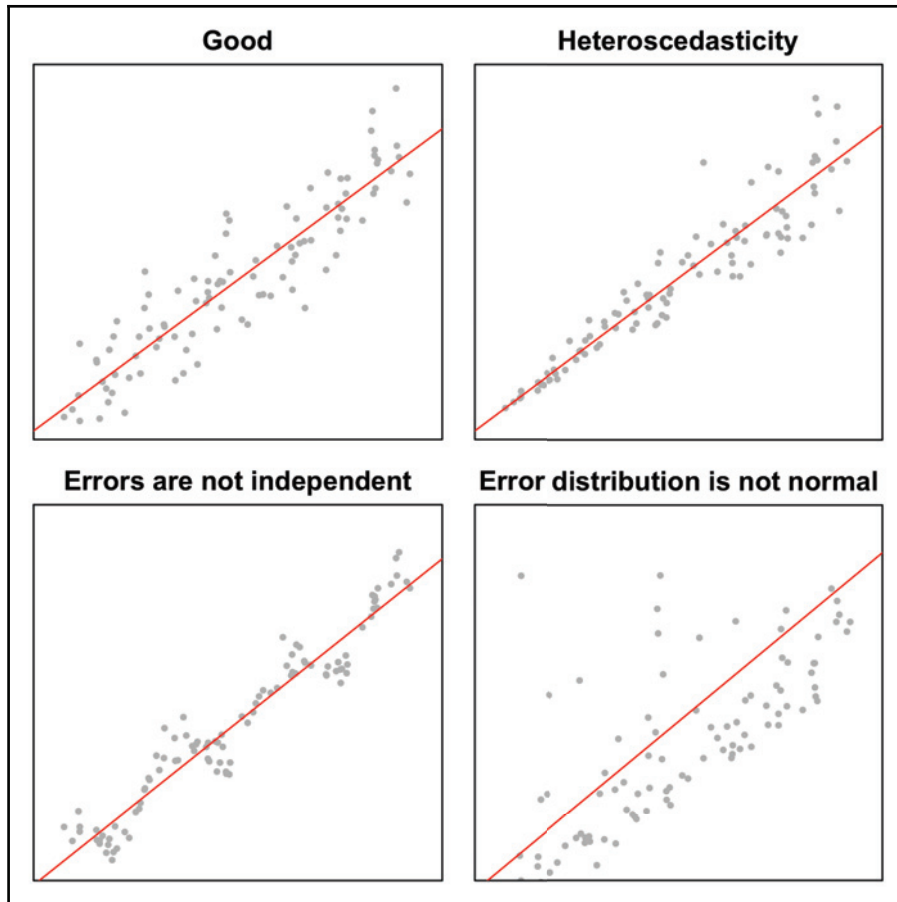 Good
Heteroscedasticity
Errors are not independent
Error distribution is not normal